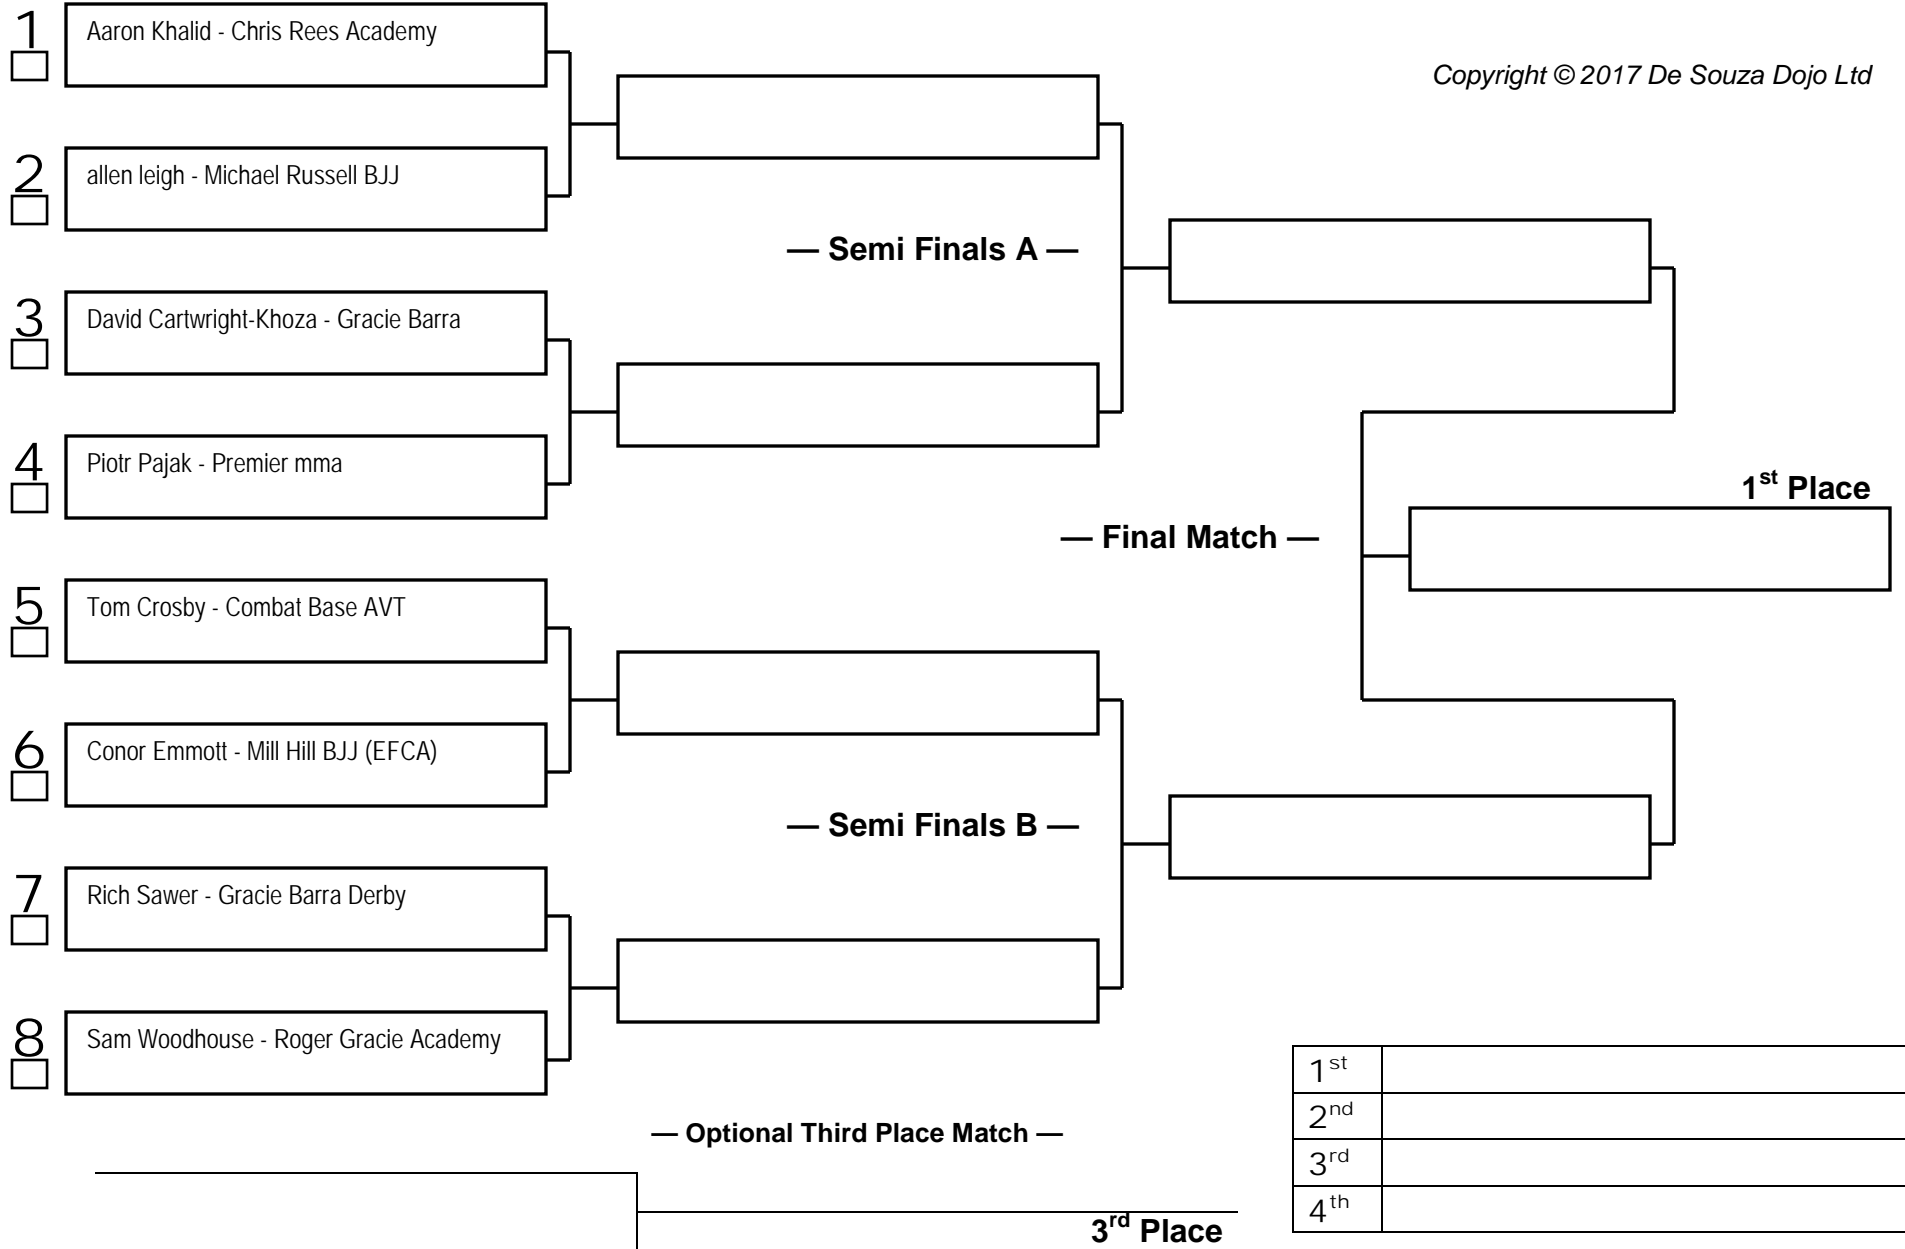 1
Aaron Khalid - Chris Rees Academy
Copyright © 2017 De Souza Dojo Ltd
2
allen leigh - Michael Russell BJJ
— Semi Finals A —
3
David Cartwright-Khoza - Gracie Barra
4
Piotr Pajak - Premier mma
1st Place
— Final Match —
5
Tom Crosby - Combat Base AVT
6
Conor Emmott - Mill Hill BJJ (EFCA)
— Semi Finals B —
7
Rich Sawer - Gracie Barra Derby
8
Sam Woodhouse - Roger Gracie Academy
— Optional Third Place Match —
3rd Place
1st
2nd
3rd
4th